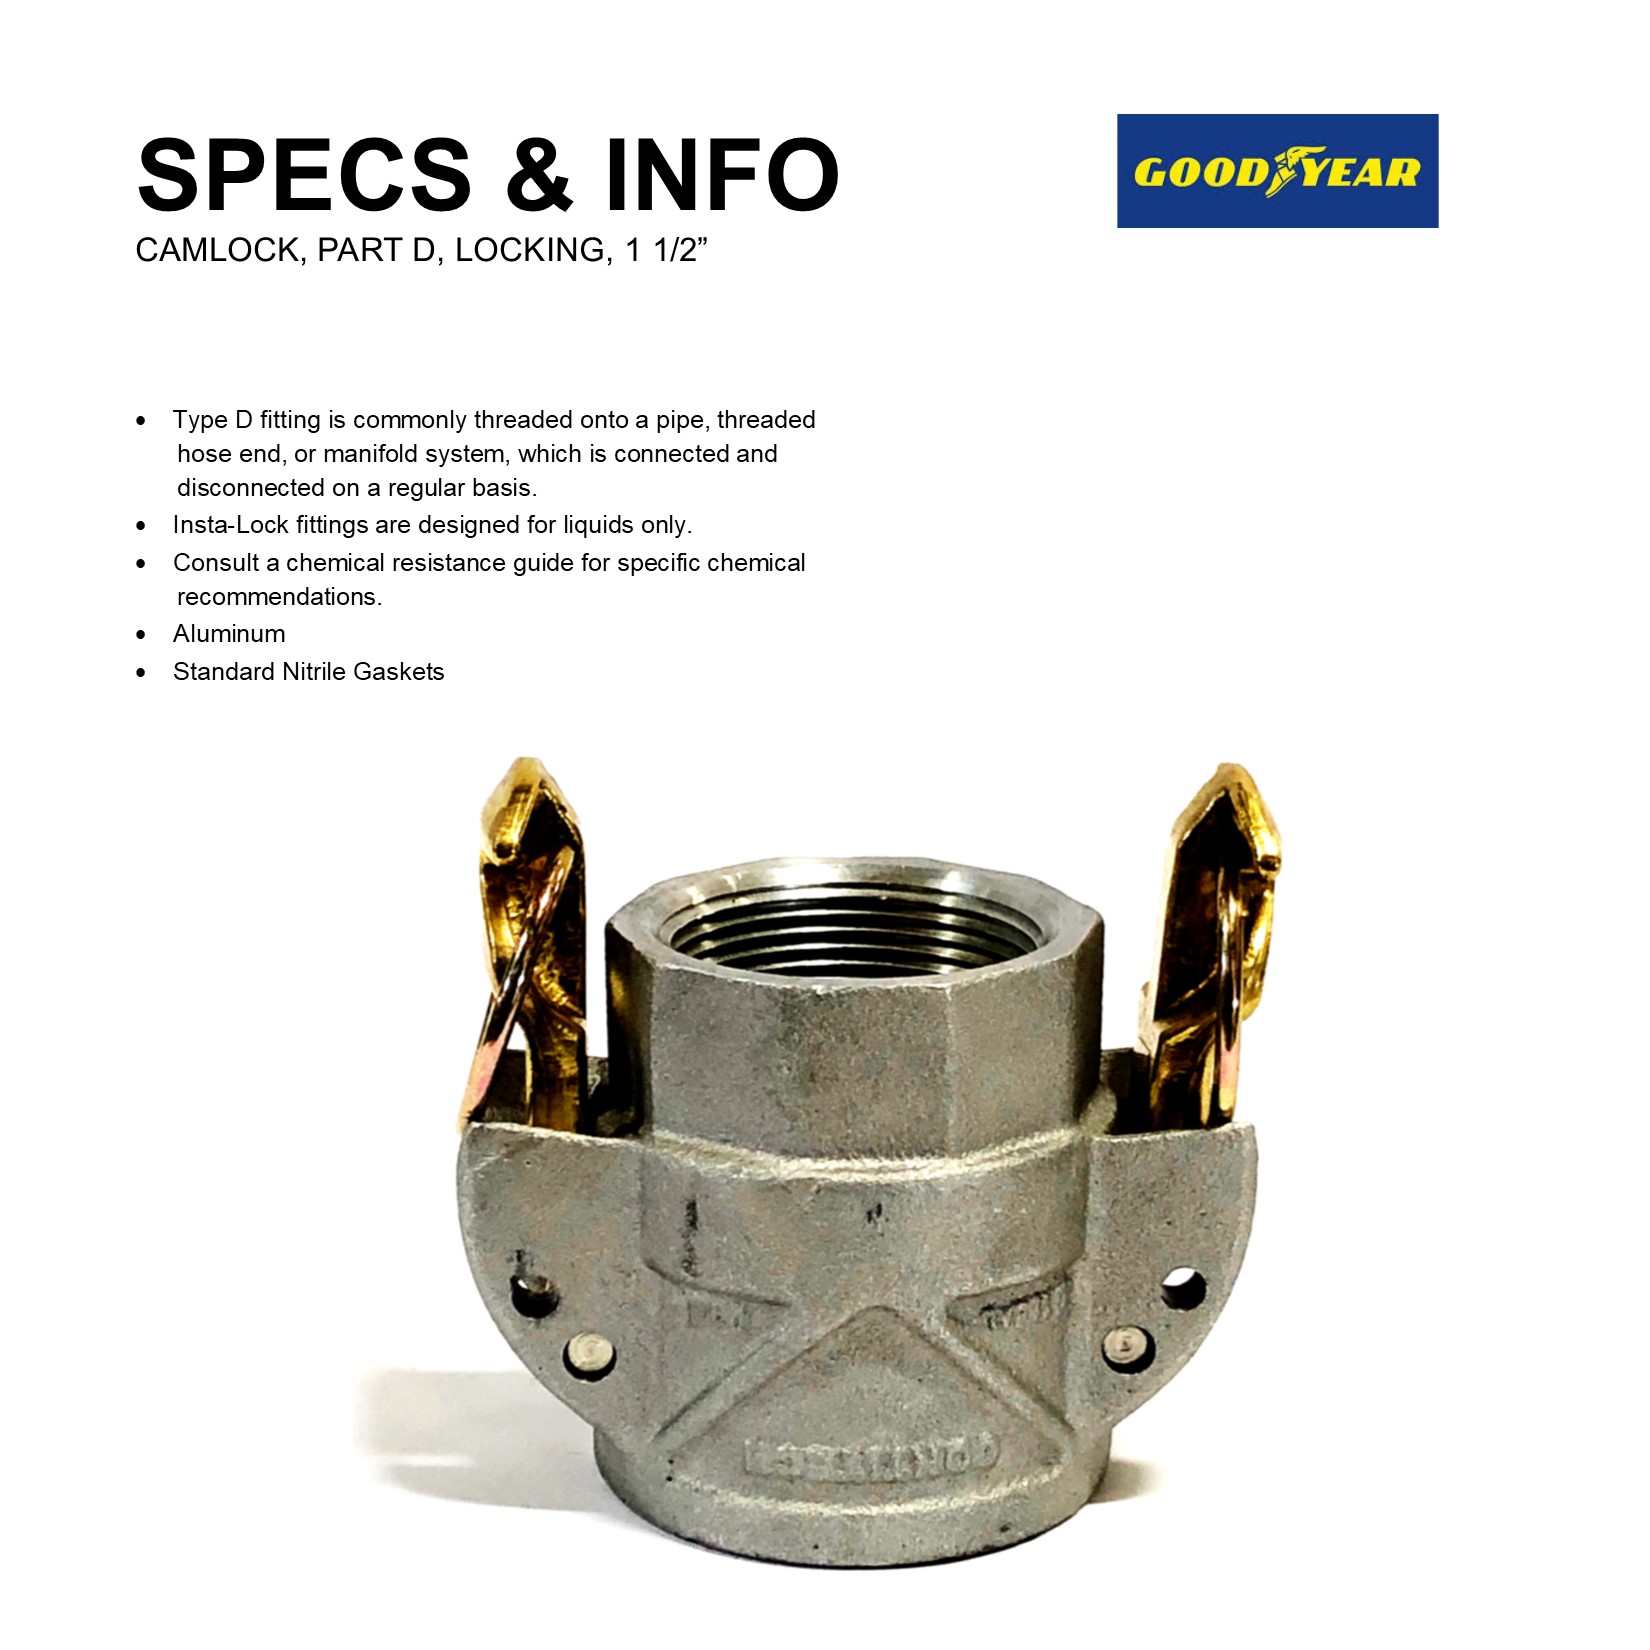 SPECS & INFO
GOODYEAR
CAMLOCK, PART D, LOCKING, 1 1/2”
• Type D fitting is commonly threaded onto a pipe, threaded
hose end, or manifold system, which is connected and
disconnected on a regular basis.
• Insta-Lock fittings are designed for liquids only.
• Consult a chemical resistance guide for specific chemical
recommendations.
• Aluminum
• Standard Nitrile Gaskets